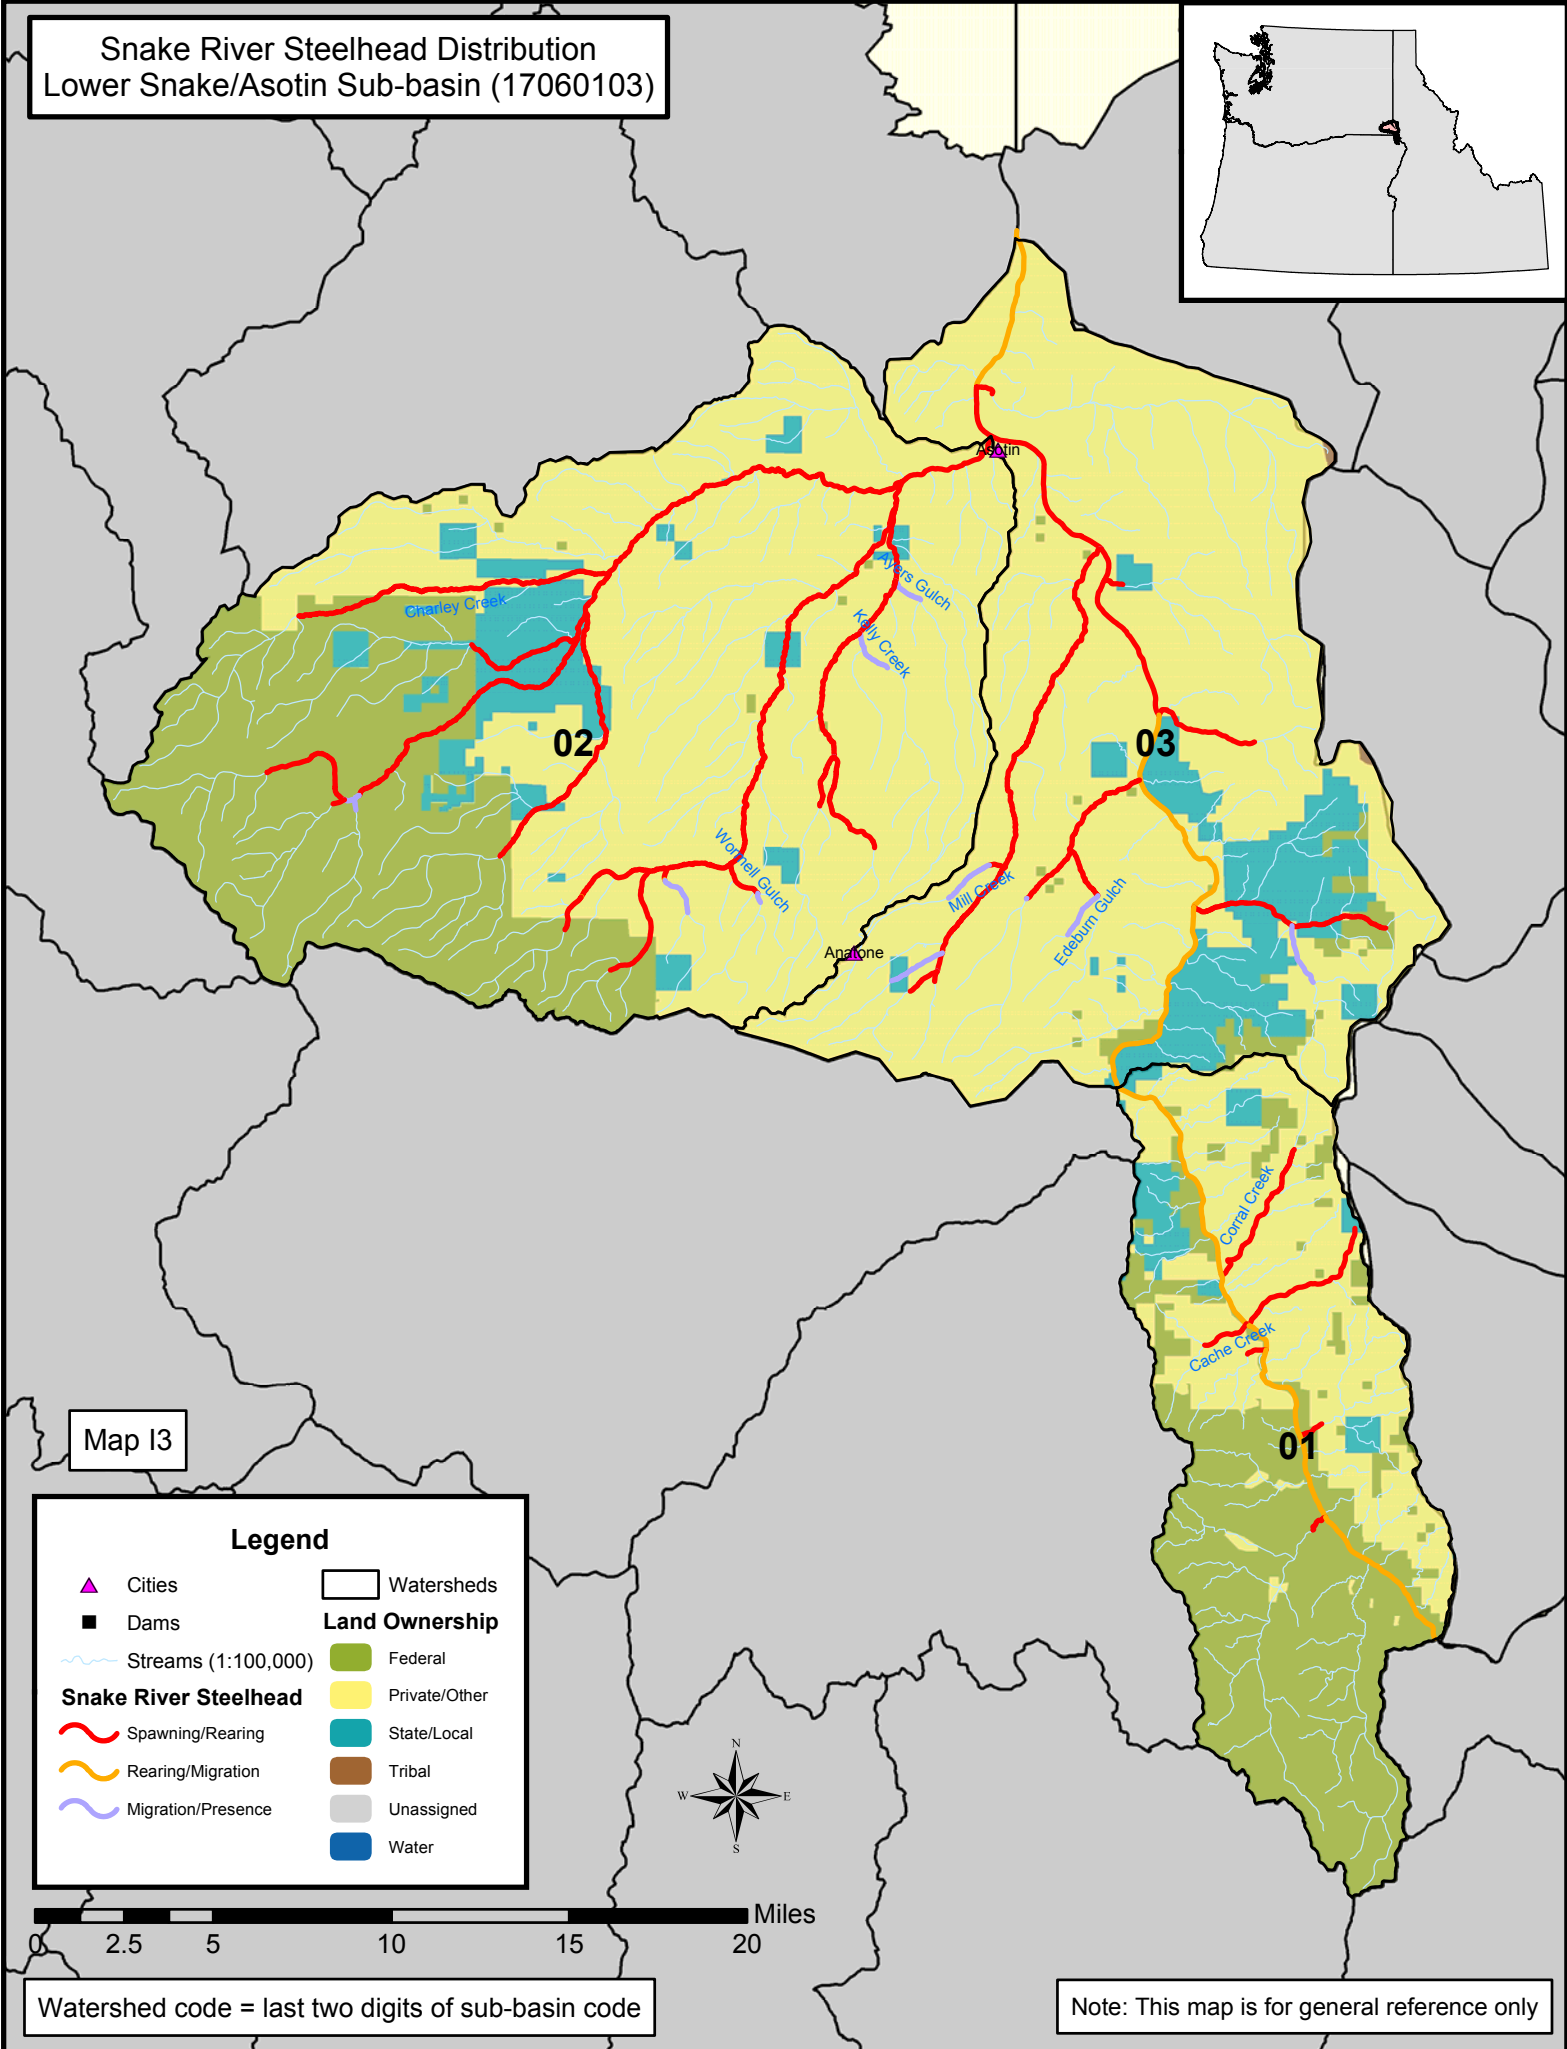 Snake River Steelhead Distribution
Lower Snake/Asotin Sub-basin (17060103)
Asotin
Ayers Gulch
Charley Creek
Kelly Creek
02
03
Wormell Gulch
Mill Creek
Edeburn Gulch
Anatone
Corral Creek
Cache Creek
01
Map I3
Legend
Cities
Dams
Streams (1:100,000)
Snake River Steelhead
Spawning/Rearing
Rearing/Migration
Migration/Presence
Watersheds
Land Ownership
Federal
Private/Other
State/Local
Tribal
Unassigned
Water
N
W E
S
Miles
0 2.5 5 10 15 20
Watershed code = last two digits of sub-basin code
Note: This map is for general reference only